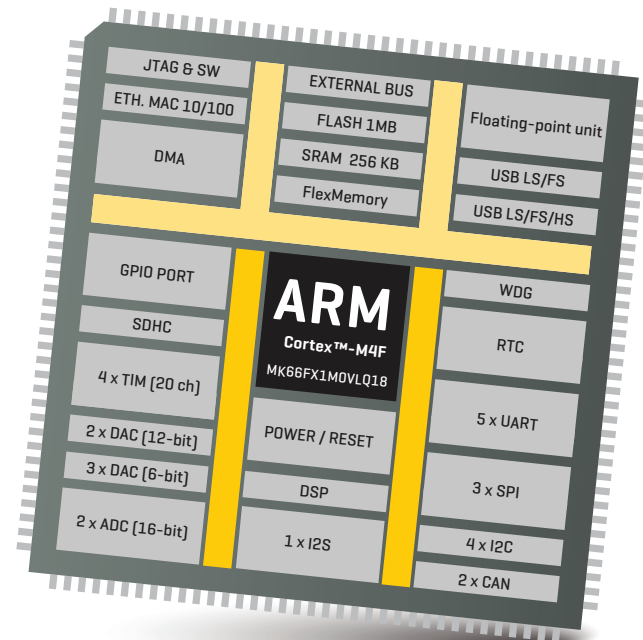 JTAG & SW
ETH. MAC 10/100
DMA
EXTERNAL BUS
FLASH 1MB
SRAM 256 KB
FlexMemory
Floating-point unit
USB LS/FS
USB LS/FS/HS
GPIO PORT
SDHC
4 x TIM (20 ch)
2 x DAC (12-bit)
3 x DAC (6-bit)
2 x ADC (16-bit)
ARM
Cortex™-M4F
MK66FX1M0VLQ18
POWER / RESET
DSP
1 x I2S
WDG
RTC
5 x UART
3 x SPI
4 x I2C
2 x CAN